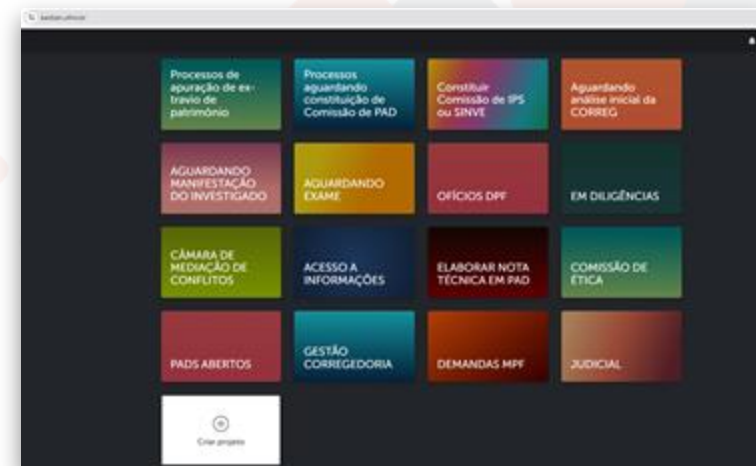 Processos de
apuração de ex-
travio de
patrimônio
Processos
aguardando
constituição de
Comissão de PAD
Constituir
Comissão de IPS
ou SINVE
Aguardando
análise inicial da
CORREG
AGUARDANDO
MANIFESTAÇÃO
DO INVESTIGADO
AGUARDANDO
EXAME
OFÍCIOS DPF
EM DILIGÊNCIAS
CÂMARA DE
MEDIAÇÃO DE
CONFLITOS
ACESSO A
INFORMAÇÕES
ELABORAR NOTA
TÉCNICA EM PAD
COMISSÃO DE
ÉTICA
PADS ABERTOS
GESTÃO
CORREGEDORIA
DEMANDAS MPF
JUDICIAL
Criar projeto